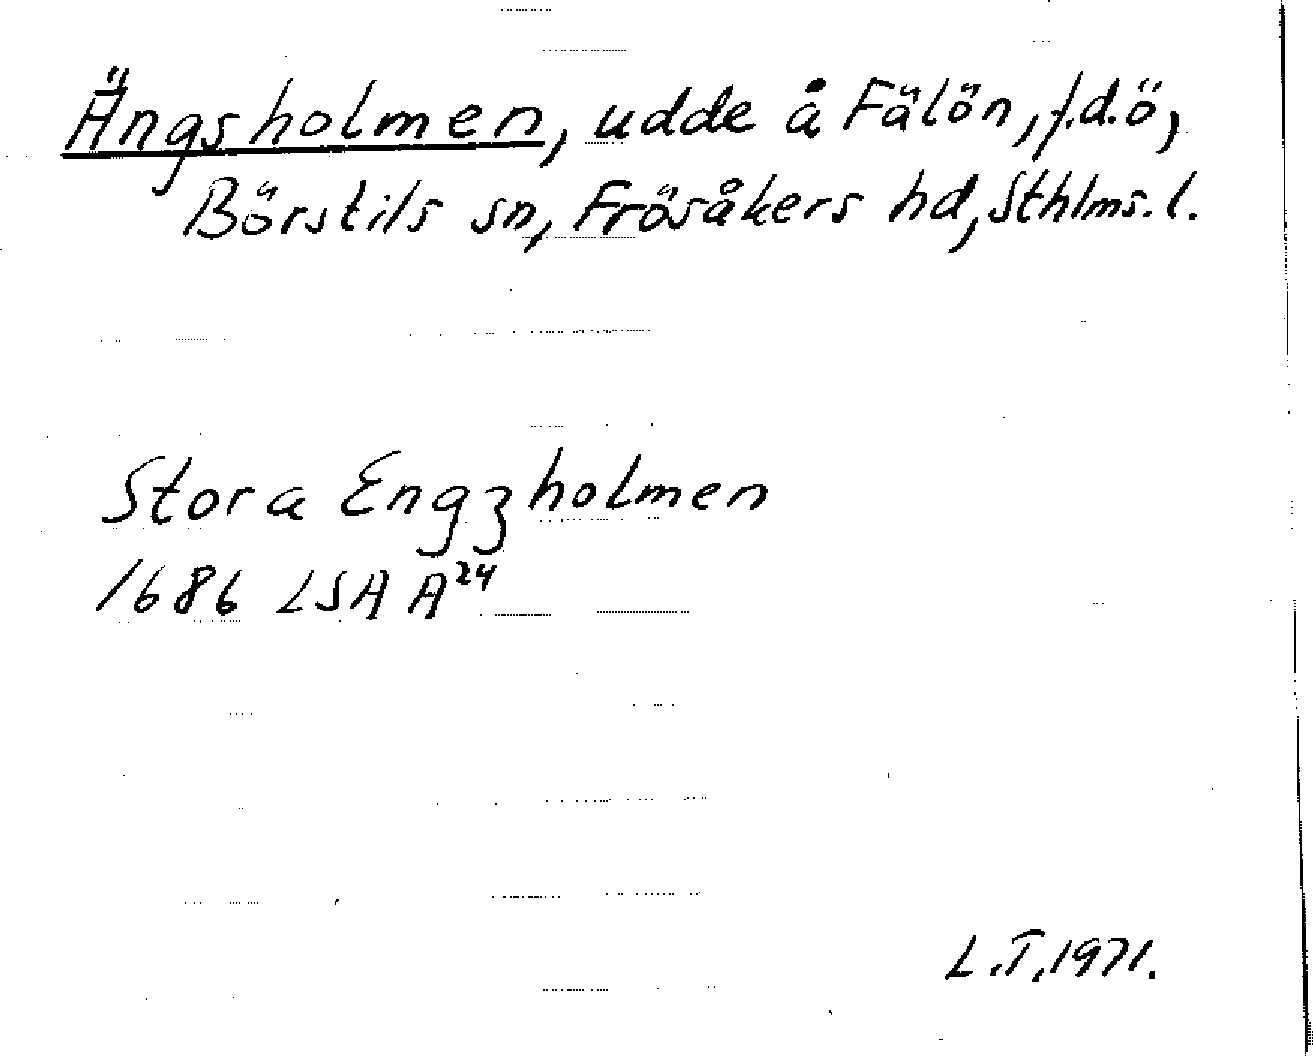 Ängsholmen, udde å Fälön, f.d.ö,
Börstils sn, Frösåkers hd, Sthlms. l.
Stora Engzholmen
1686 LSA A²⁴
L.T. 1971.